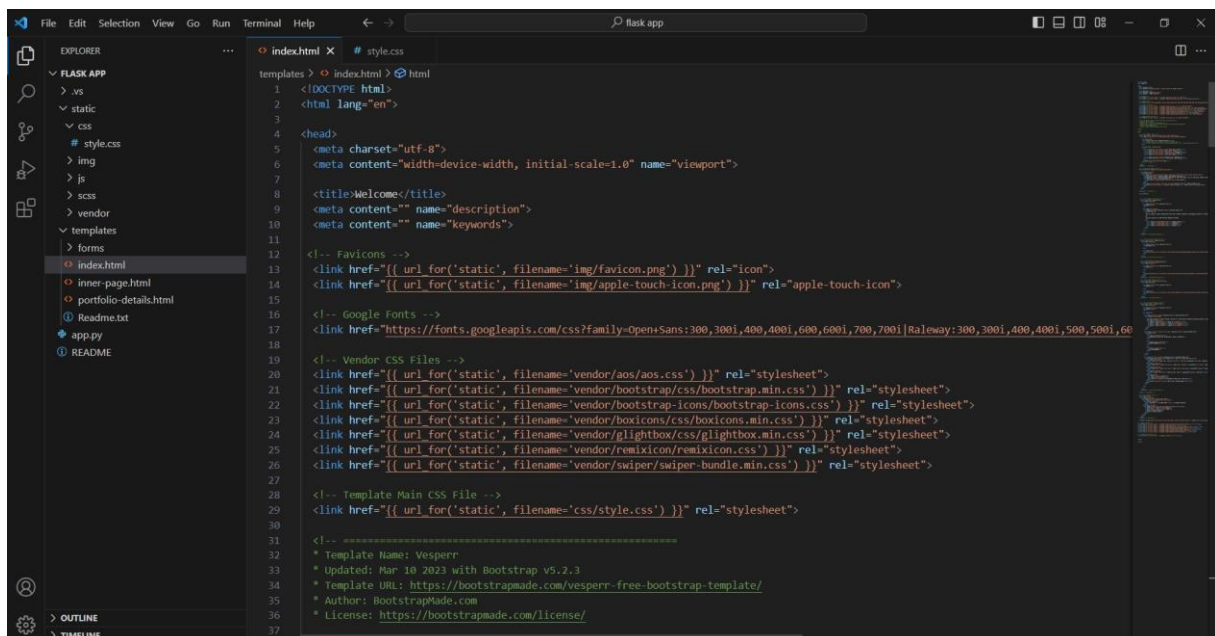 File Edit Selection View Go Run Terminal Help
flask app
EXPLORER
FLASK APP
.vs
static
css
# style.css
img
js
scss
vendor
templates
forms
index.html
inner-page.html
portfolio-details.html
Readme.txt
app.py
README
OUTLINE
TIMELINE
index.html
# style.css
templates > index.html > html
1 <!DOCTYPE html>
2 <html lang="en">
3
4 <head>
5 <meta charset="utf-8">
6 <meta content="width=device-width, initial-scale=1.0" name="viewport">
7
8 <title>Welcome</title>
9 <meta content="" name="description">
10 <meta content="" name="keywords">
11
12 <!-- Favicons -->
13 <link href="{{ url_for('static', filename='img/favicon.png') }}" rel="icon">
14 <link href="{{ url_for('static', filename='img/apple-touch-icon.png') }}" rel="apple-touch-icon">
15
16 <!-- Google Fonts -->
17 <link href="https://fonts.googleapis.com/css?family=Open+Sans:300,300i,400,400i,600,600i,700,700i|Raleway:300,300i,400,400i,500,500i,60
18
19 <!-- Vendor CSS Files -->
20 <link href="{{ url_for('static', filename='vendor/aos/aos.css') }}" rel="stylesheet">
21 <link href="{{ url_for('static', filename='vendor/bootstrap/css/bootstrap.min.css') }}" rel="stylesheet">
22 <link href="{{ url_for('static', filename='vendor/bootstrap-icons/bootstrap-icons.css') }}" rel="stylesheet">
23 <link href="{{ url_for('static', filename='vendor/boxicons/css/boxicons.min.css') }}" rel="stylesheet">
24 <link href="{{ url_for('static', filename='vendor/glightbox/css/glightbox.min.css') }}" rel="stylesheet">
25 <link href="{{ url_for('static', filename='vendor/remixicon/remixicon.css') }}" rel="stylesheet">
26 <link href="{{ url_for('static', filename='vendor/swiper/swiper-bundle.min.css') }}" rel="stylesheet">
27
28 <!-- Template Main CSS File -->
29 <link href="{{ url_for('static', filename='css/style.css') }}" rel="stylesheet">
30
31 <!-- =======================================================
32 * Template Name: Vesperr
33 * Updated: Mar 10 2023 with Bootstrap v5.2.3
34 * Template URL: https://bootstrapmade.com/vesperr-free-bootstrap-template/
35 * Author: BootstrapMade.com
36 * License: https://bootstrapmade.com/license/
37